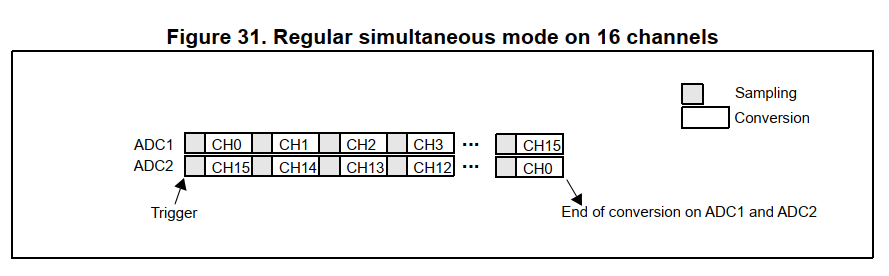 Figure 31. Regular simultaneous mode on 16 channels
Sampling
Conversion
ADC1 CH0 CH1 CH2 CH3 ... CH15
ADC2 CH15 CH14 CH13 CH12 ... CH0
Trigger
End of conversion on ADC1 and ADC2